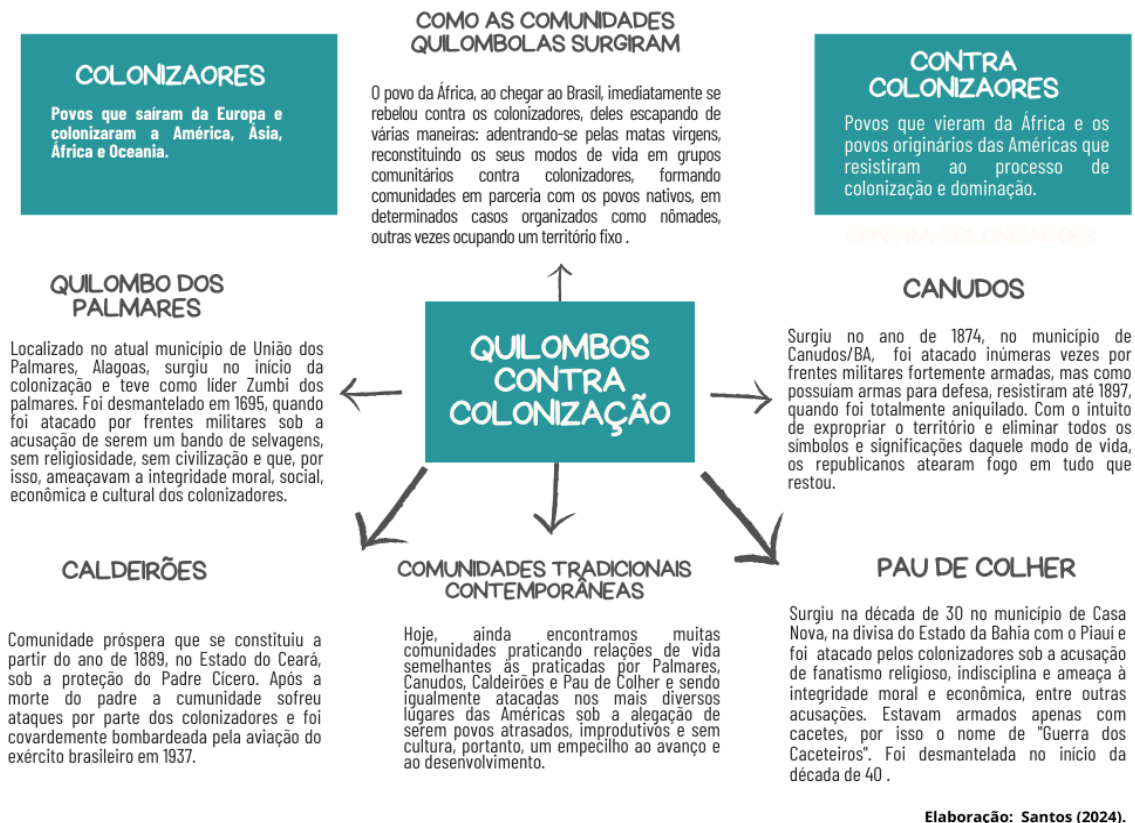 COMO AS COMUNIDADES
QUILOMBOLAS SURGIRAM
O povo da África, ao chegar ao Brasil, imediatamente se
rebelou contra os colonizadores, deles escapando de
várias maneiras: adentrando-se pelas matas virgens,
reconstituindo os seus modos de vida em grupos
comunitários contra colonizadores, formando
comunidades em parceria com os povos nativos, em
determinados casos organizados como nômades,
outras vezes ocupando um território fixo .
COLONIZAORES
Povos que saíram da Europa e
colonizaram a América, Ásia,
África e Oceania.
CONTRA
COLONIZAORES
Povos que vieram da África e os
povos originários das Américas que
resistiram ao processo de
colonização e dominação.
CONTRA COLONIZADOES
QUILOMBO DOS
PALMARES
Localizado no atual município de União dos
Palmares, Alagoas, surgiu no início da
colonização e teve como líder Zumbi dos
palmares. Foi desmantelado em 1695, quando
foi atacado por frentes militares sob a
acusação de serem um bando de selvagens,
sem religiosidade, sem civilização e que, por
isso, ameaçavam a integridade moral, social,
econômica e cultural dos colonizadores.
QUILOMBOS
CONTRA
COLONIZAÇÃO
CANUDOS
Surgiu no ano de 1874, no município de
Canudos/BA, foi atacado inúmeras vezes por
frentes militares fortemente armadas, mas como
possuíam armas para defesa, resistiram até 1897,
quando foi totalmente aniquilado. Com o intuito
de expropriar o território e eliminar todos os
símbolos e significações daquele modo de vida,
os republicanos atearam fogo em tudo que
restou.
CALDEIRÕES
Comunidade próspera que se constituiu a
partir do ano de 1889, no Estado do Ceará,
sob a proteção do Padre Cícero. Após a
morte do padre a cumunidade sofreu
ataques por parte dos colonizadores e foi
covardemente bombardeada pela aviação do
exército brasileiro em 1937.
COMUNIDADES TRADICIONAIS
CONTEMPORÂNEAS
Hoje, ainda encontramos muitas
comunidades praticando relações de vida
semelhantes às praticadas por Palmares,
Canudos, Caldeirões e Pau de Colher e sendo
igualmente atacadas nos mais diversos
lugares das Américas sob a alegação de
serem povos atrasados, improdutivos e sem
cultura, portanto, um empecilho ao avanço e
ao desenvolvimento.
PAU DE COLHER
Surgiu na década de 30 no município de Casa
Nova, na divisa do Estado da Bahia com o Piauí e
foi atacado pelos colonizadores sob a acusação
de fanatismo religioso, indisciplina e ameaça à
integridade moral e econômica, entre outras
acusações. Estavam armados apenas com
cacetes, por isso o nome de "Guerra dos
Caceteiros". Foi desmantelada no início da
década de 40 .
Elaboração: Santos (2024).